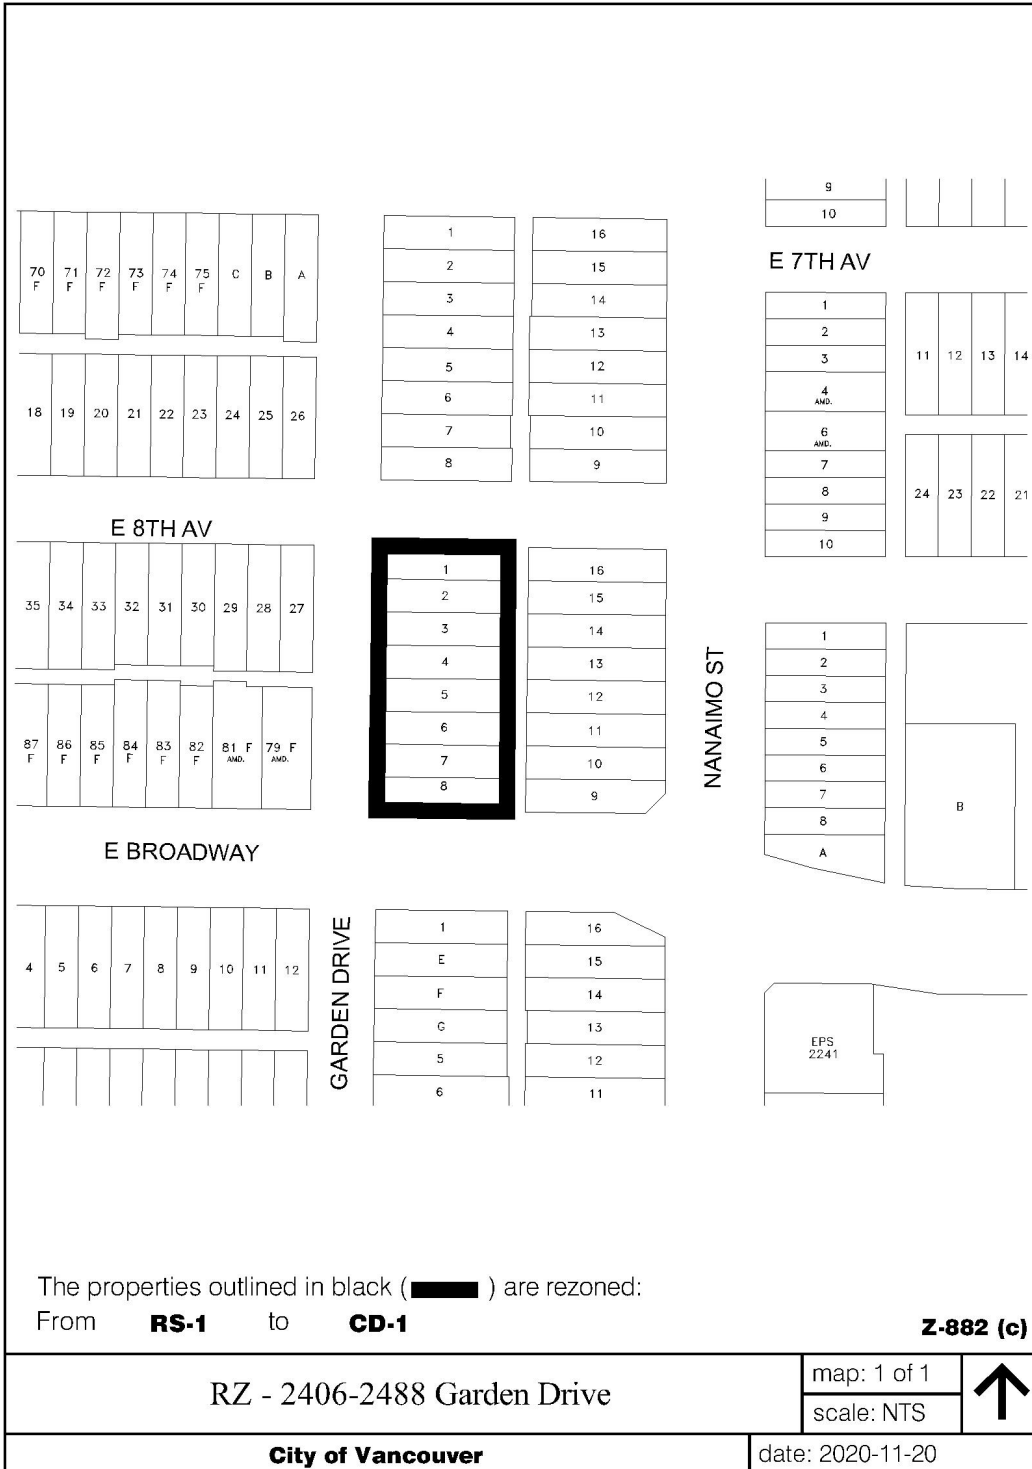 9
10
E 7TH AV
70 F
71 F
72 F
73 F
74 F
75 F
C
B
A
18
19
20
21
22
23
24
25
26
1
2
3
4
5
6
7
8
16
15
14
13
12
11
10
9
1
2
3
4 AMD.
6 AMD.
7
8
9
10
11
12
13
14
24
23
22
21
E 8TH AV
35
34
33
32
31
30
29
28
27
87 F
86 F
85 F
84 F
83 F
82 F
81 F AMD.
79 F AMD.
1
2
3
4
5
6
7
8
16
15
14
13
12
11
10
9
NANAIMO ST
1
2
3
4
5
6
7
8
A
B
E BROADWAY
4
5
6
7
8
9
10
11
12
GARDEN DRIVE
1
E
F
G
5
6
16
15
14
13
12
11
EPS
2241
The properties outlined in black ( ) are rezoned:
From RS-1 to CD-1
Z-882 (c)
RZ - 2406-2488 Garden Drive
map: 1 of 1
scale: NTS
City of Vancouver
date: 2020-11-20